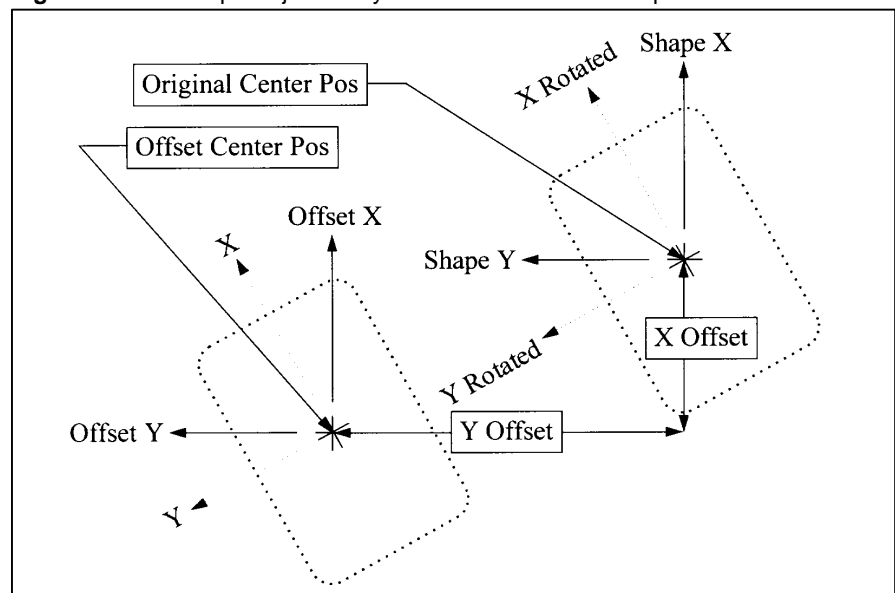 Shape X
X Rotated
Original Center Pos
Offset Center Pos
Offset X
X
Shape Y
X Offset
Y Rotated
Offset Y
Y Offset
Y